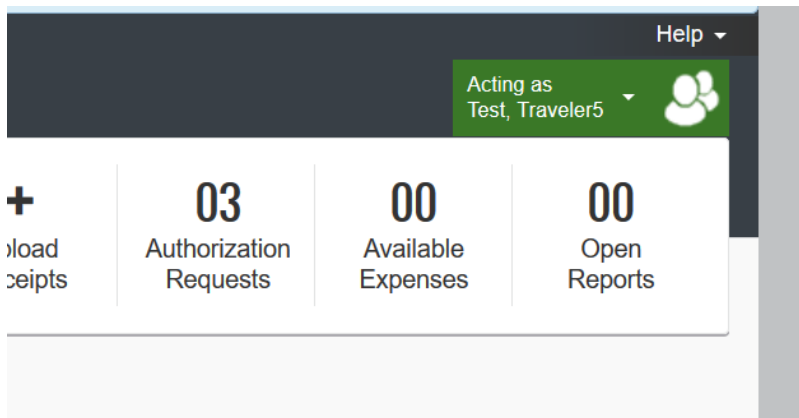 Help
Acting as
Test, Traveler5
+
03
00
00
Authorization
Available
Open
Requests
Expenses
Reports